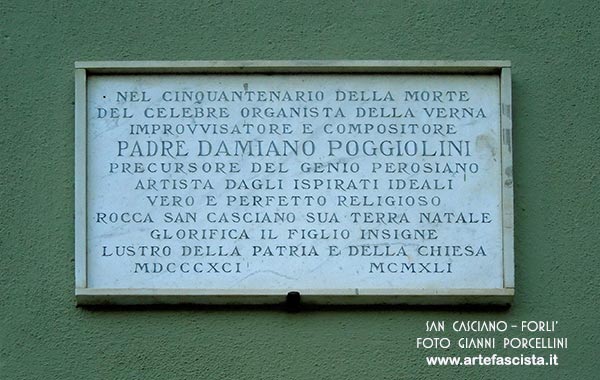 NEL CINQUANTENARIO DELLA MORTE
DEL CELEBRE ORGANISTA DELLA VERNA
IMPROVVISATORE E COMPOSITORE
PADRE DAMIANO POGGIOLINI
PRECURSORE DEL GENIO PEROSIANO
ARTISTA DAGLI ISPIRATI IDEALI
VERO E PERFETTO RELIGIOSO
ROCCA SAN CASCIANO SUA TERRA NATALE
GLORIFICA IL FIGLIO INSIGNE
LUSTRO DELLA PATRIA E DELLA CHIESA
MDCCCXCI MCMXLI
SAN CASCIANO – FORLI'
FOTO GIANNI PORCELLINI
www.artefascista.it